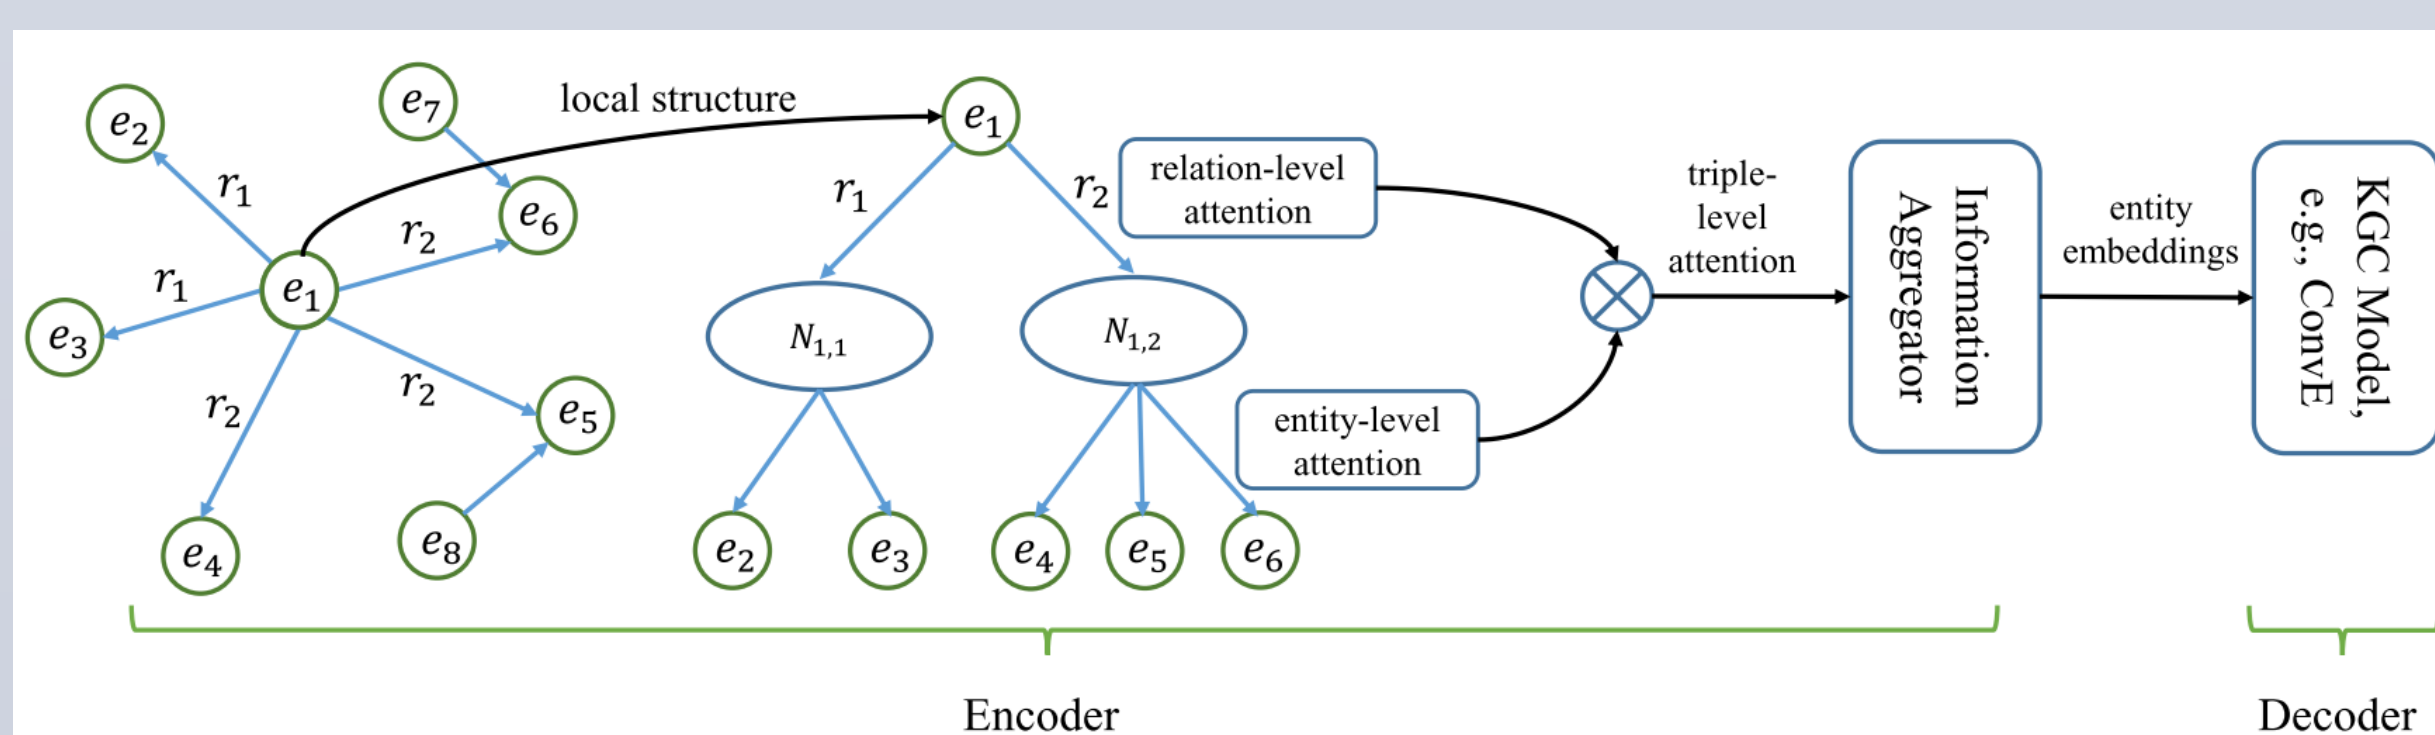 e2
e7
local structure
e1
r1
r2
e6
r2
r1
e1
e3
r2
r2
e5
e4
e8
r1
r2
N1,1
N1,2
e2
e3
e4
e5
e6
relation-level
attention
entity-level
attention
triple-
level
attention
Information
Aggregator
entity
embeddings
KGC Model,
e.g., ConvE
Encoder
Decoder